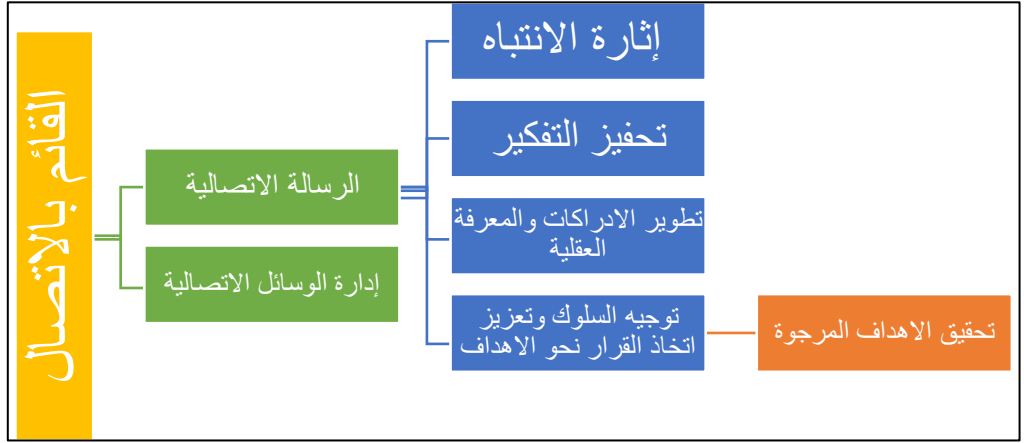 القائم بالاتصال
الرسالة الاتصالية
إدارة الوسائل الاتصالية
إثارة الانتباه
تحفيز التفكير
تطوير الادراكات والمعرفة
العقلية
توجيه السلوك وتعزيز
اتخاذ القرار نحو الاهداف
تحقيق الاهداف المرجوة